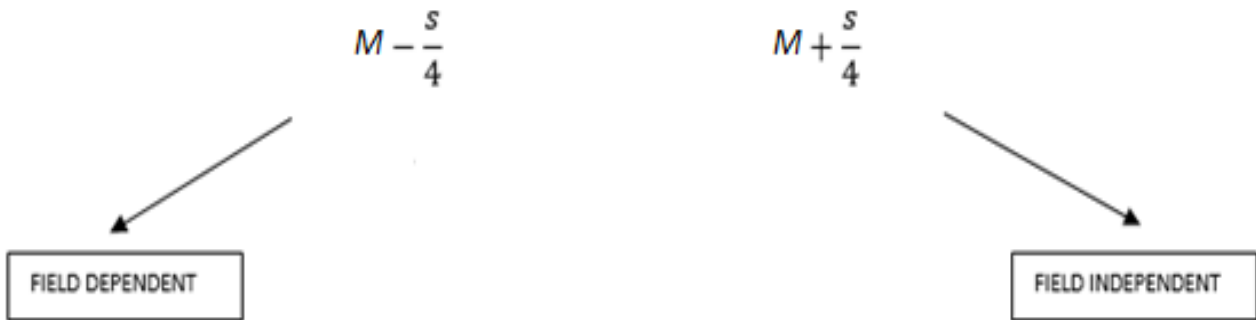 M − s/4 M + s/4
FIELD DEPENDENT FIELD INDEPENDENT